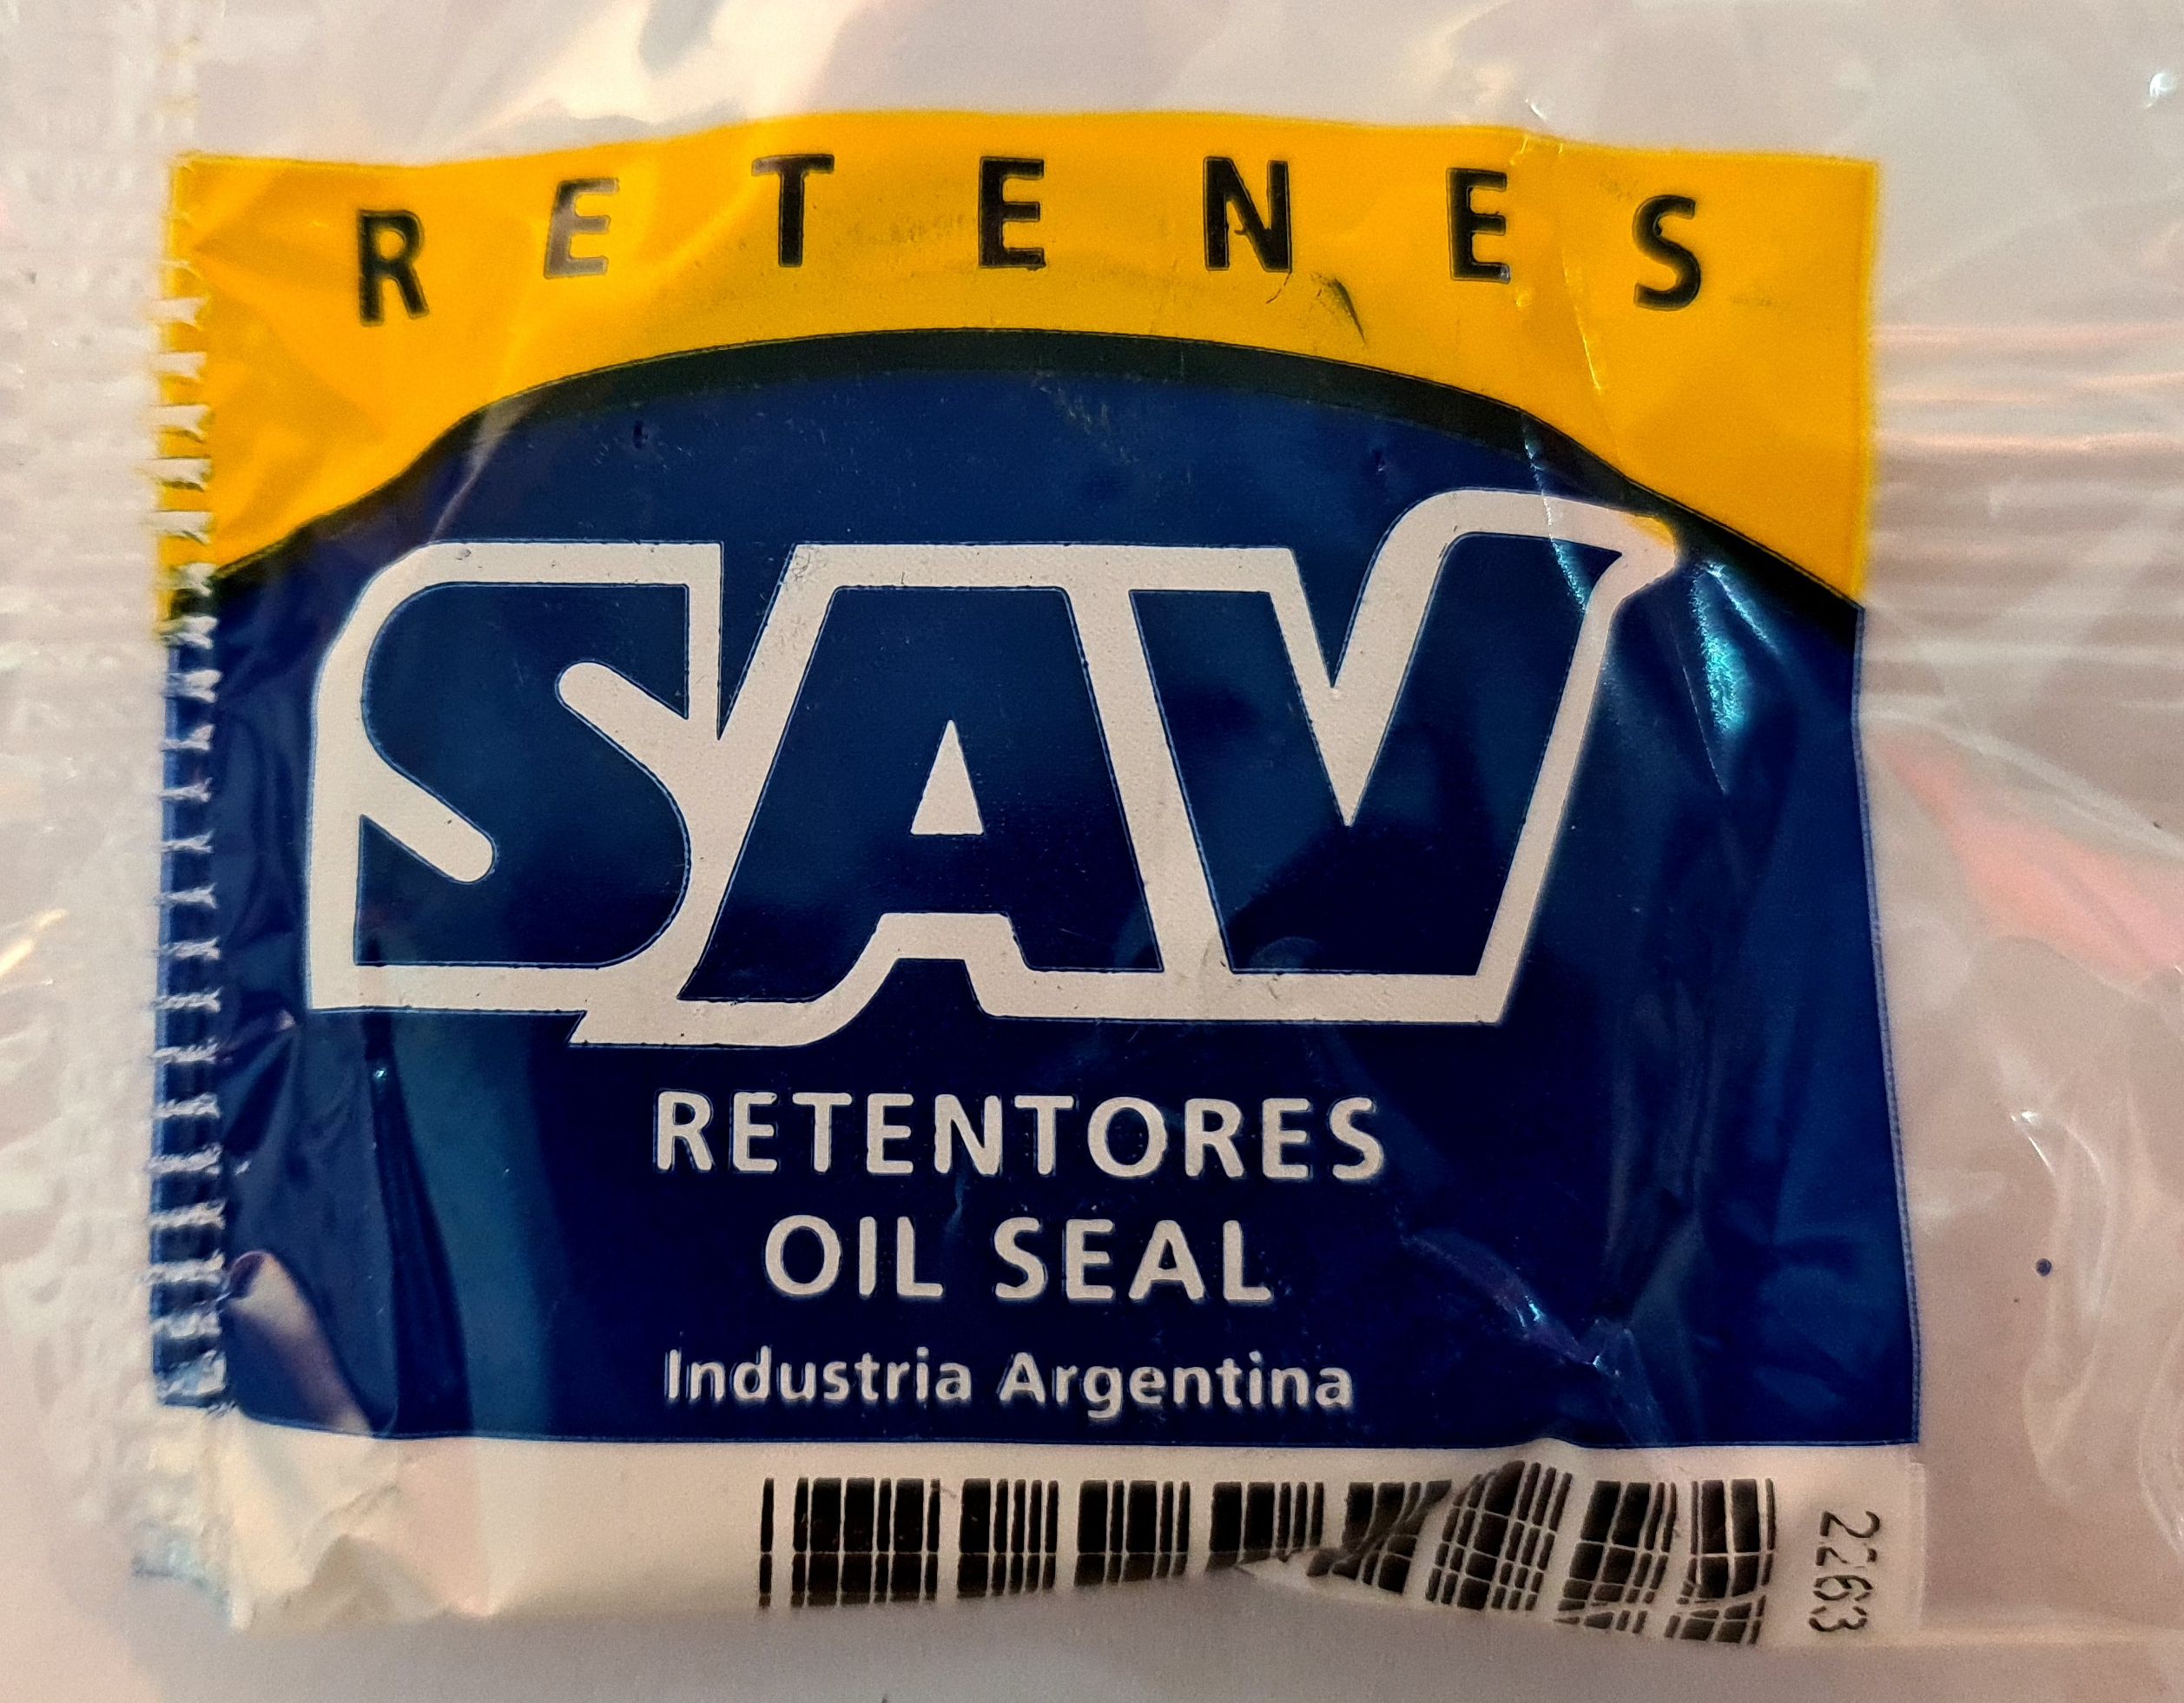 RETENES
SAV
RETENTORES
OIL SEAL
Industria Argentina
2263